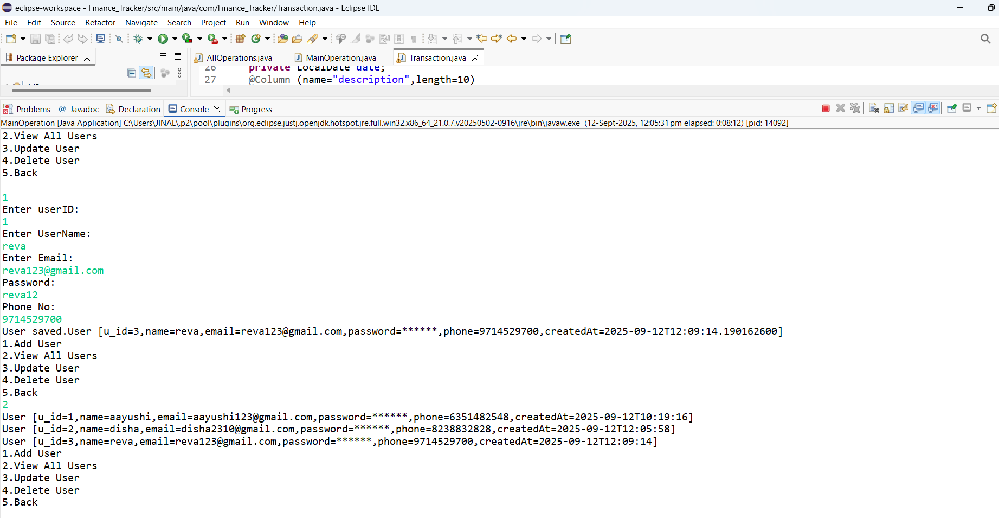 eclipse-workspace - Finance_Tracker/src/main/java/com/Finance_Tracker/Transaction.java - Eclipse IDE
File Edit Source Refactor Navigate Search Project Run Window Help
Package Explorer
AllOperations.java MainOperation.java Transaction.java
26 private LocalDate date;
27 @Column (name="description",length=10)
Problems @ Javadoc Declaration Console Progress
MainOperation [Java Application] C:\Users\JINAL\.p2\pool\plugins\org.eclipse.justj.openjdk.hotspot.jre.full.win32.x86_64_21.0.7.v20250502-0916\jre\bin\javaw.exe (12-Sept-2025, 12:05:31 pm elapsed: 0:08:12) [pid: 14092]
2.View All Users
3.Update User
4.Delete User
5.Back
1
Enter userID:
1
Enter UserName:
reva
Enter Email:
reva123@gmail.com
Password:
reva12
Phone No:
9714529700
User saved.User [u_id=3,name=reva,email=reva123@gmail.com,password=******,phone=9714529700,createdAt=2025-09-12T12:09:14.190162600]
1.Add User
2.View All Users
3.Update User
4.Delete User
5.Back
2
User [u_id=1,name=aayushi,email=aayushi123@gmail.com,password=******,phone=6351482548,createdAt=2025-09-12T10:19:16]
User [u_id=2,name=disha,email=disha2310@gmail.com,password=******,phone=8238832828,createdAt=2025-09-12T12:05:58]
User [u_id=3,name=reva,email=reva123@gmail.com,password=******,phone=9714529700,createdAt=2025-09-12T12:09:14]
1.Add User
2.View All Users
3.Update User
4.Delete User
5.Back